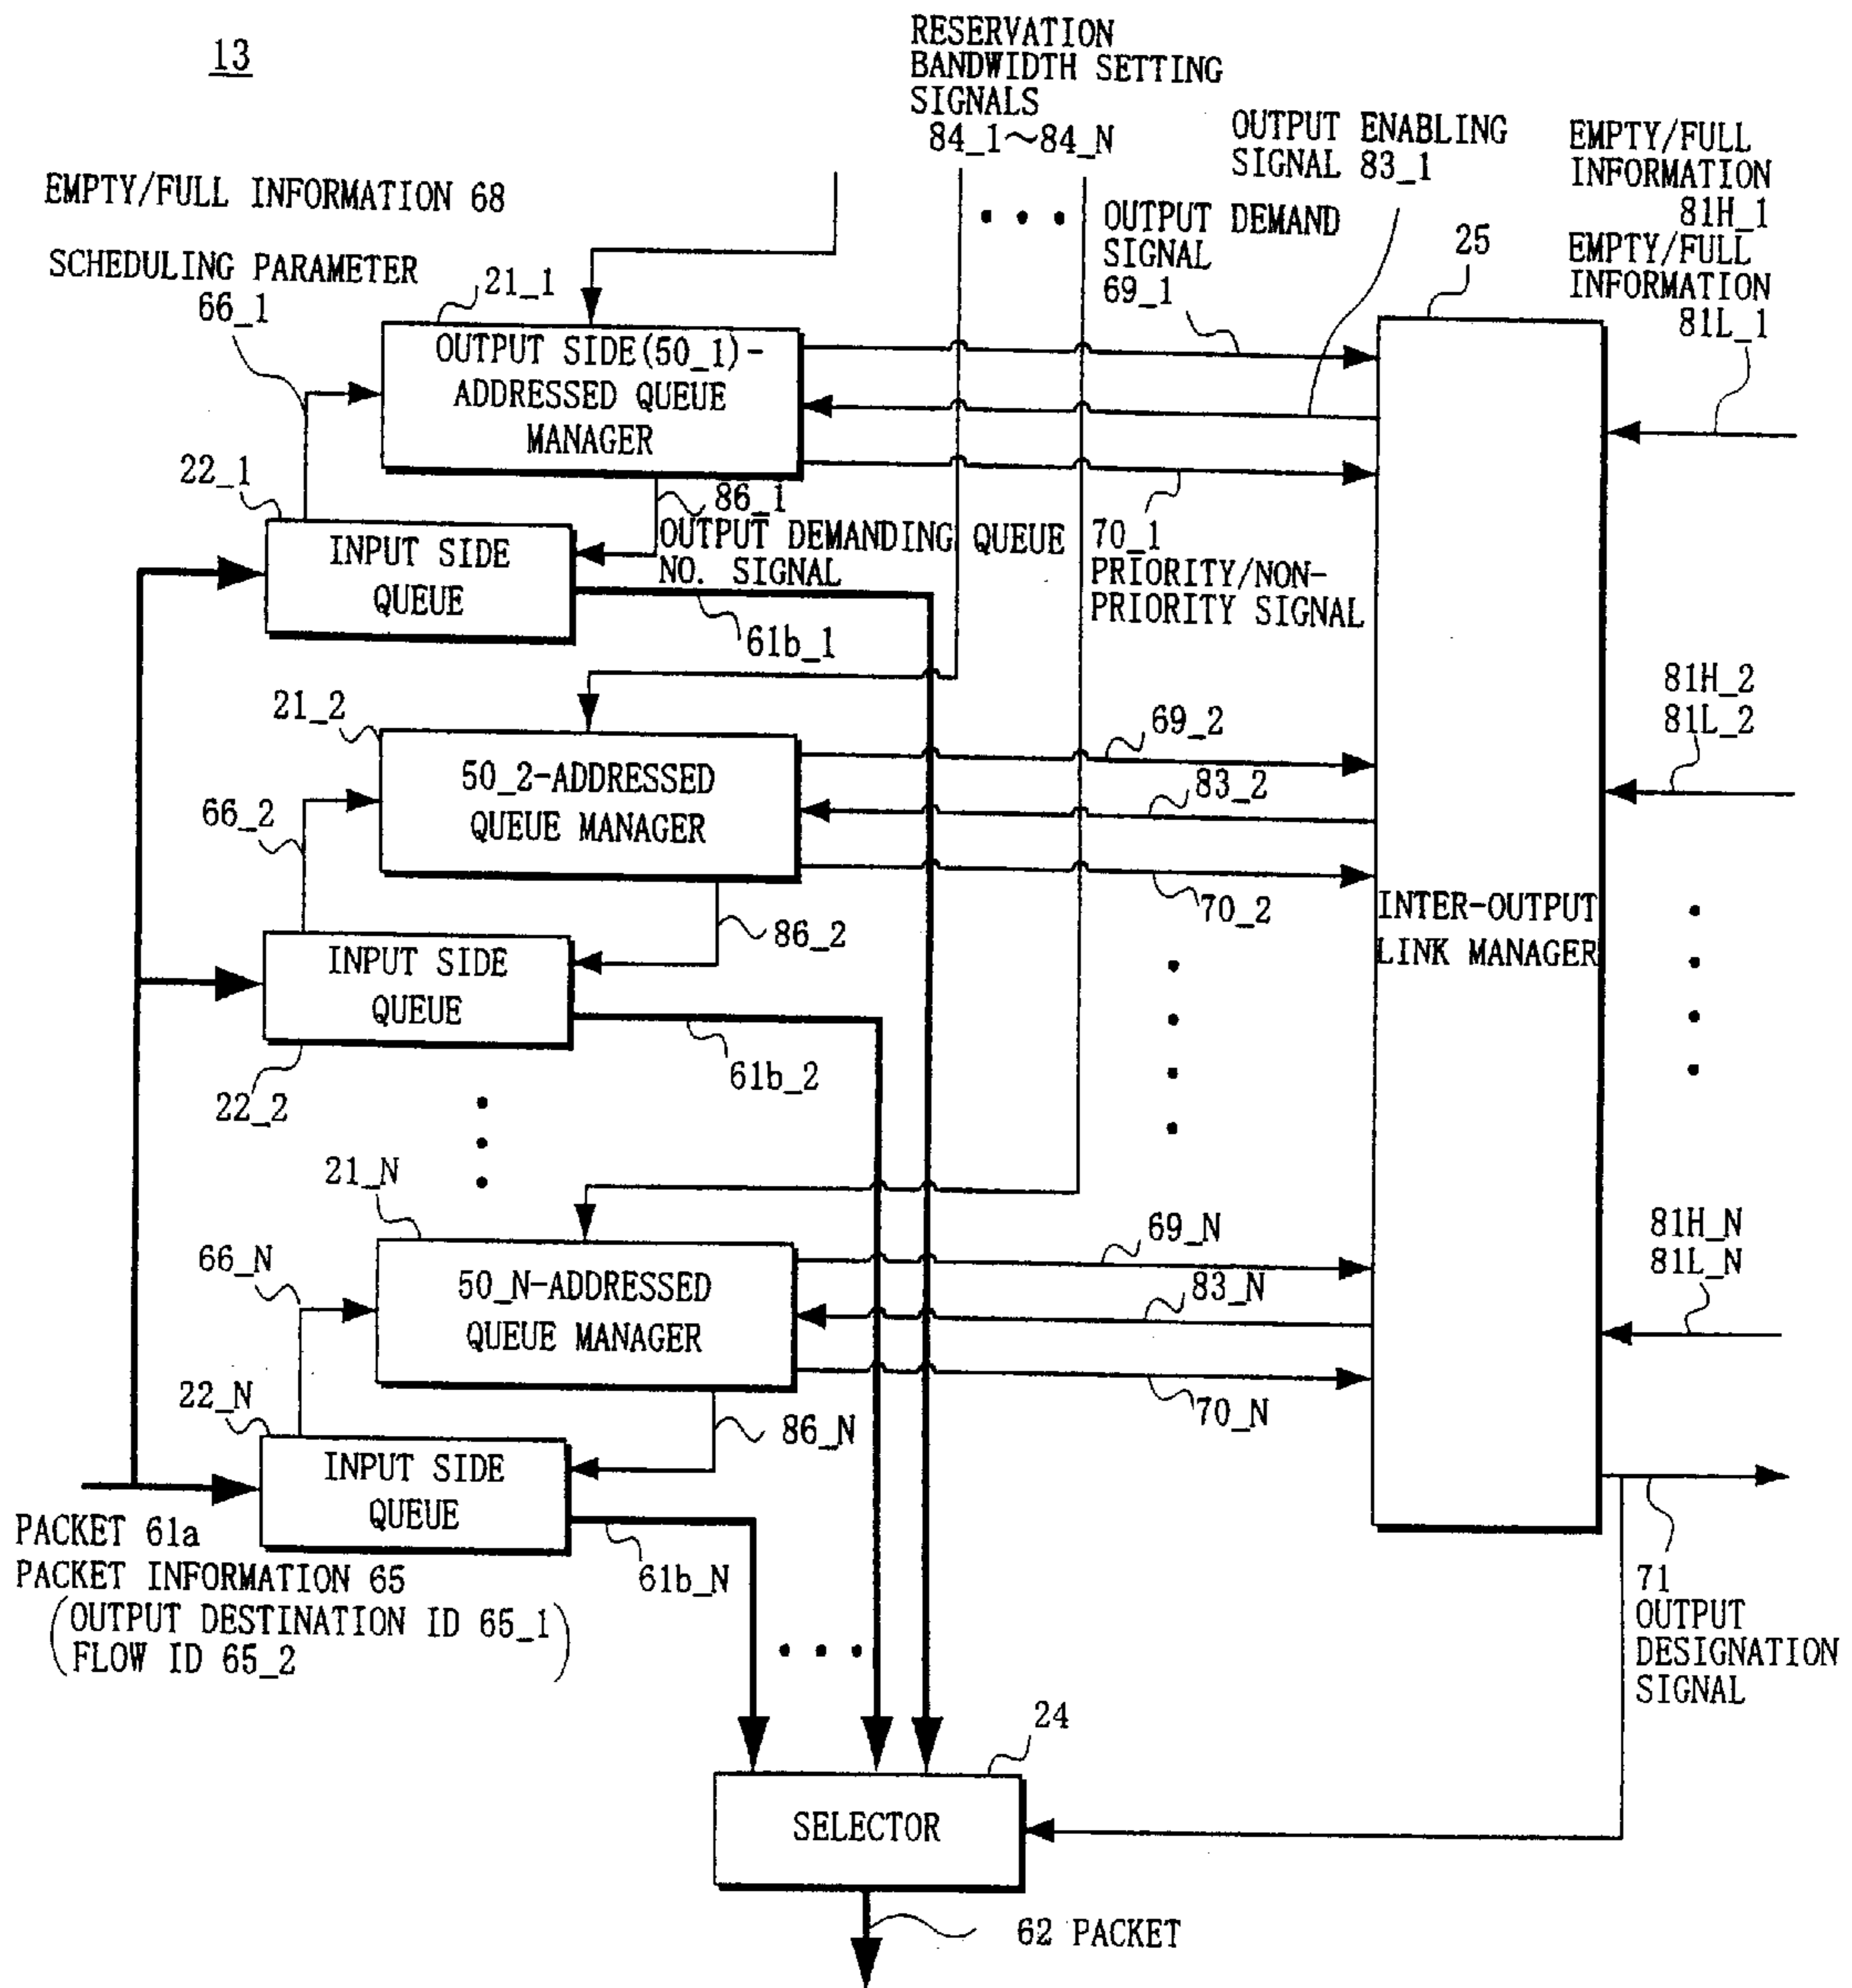 13
RESERVATION
BANDWIDTH SETTING
SIGNALS
84_1~84_N
OUTPUT ENABLING
SIGNAL 83_1
EMPTY/FULL
INFORMATION
81H_1
EMPTY/FULL
INFORMATION
81L_1
EMPTY/FULL INFORMATION 68
SCHEDULING PARAMETER
66_1
OUTPUT DEMAND
SIGNAL
69_1
25
21_1
OUTPUT SIDE(50_1)-
ADDRESSED QUEUE
MANAGER
22_1
86_1
OUTPUT DEMANDING QUEUE
NO. SIGNAL
70_1
PRIORITY/NON-
PRIORITY SIGNAL
INPUT SIDE
QUEUE
61b_1
21_2
81H_2
81L_2
69_2
50_2-ADDRESSED
QUEUE MANAGER
83_2
66_2
70_2
INTER-OUTPUT
LINK MANAGER
86_2
INPUT SIDE
QUEUE
61b_2
22_2
21_N
69_N
81H_N
81L_N
66_N
50_N-ADDRESSED
QUEUE MANAGER
83_N
22_N
86_N
70_N
INPUT SIDE
QUEUE
PACKET 61a
PACKET INFORMATION 65
(OUTPUT DESTINATION ID 65_1
FLOW ID 65_2)
61b_N
71
OUTPUT
DESIGNATION
SIGNAL
24
SELECTOR
62 PACKET